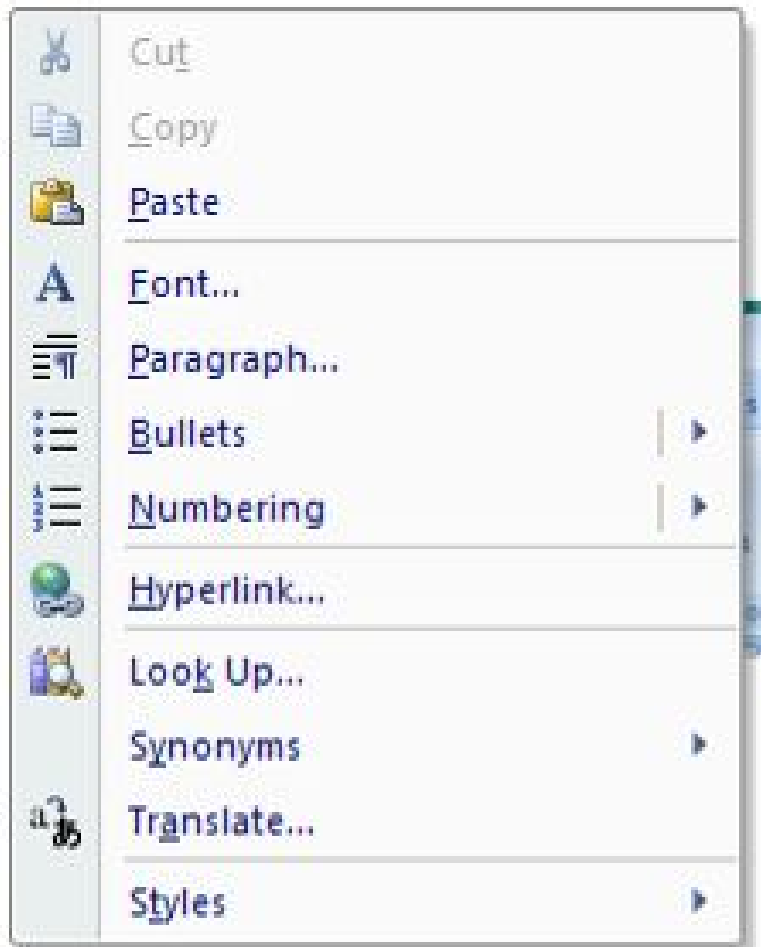 Cut
Copy
Paste
Font...
Paragraph...
Bullets
Numbering
Hyperlink...
Look Up...
Synonyms
Translate...
Styles